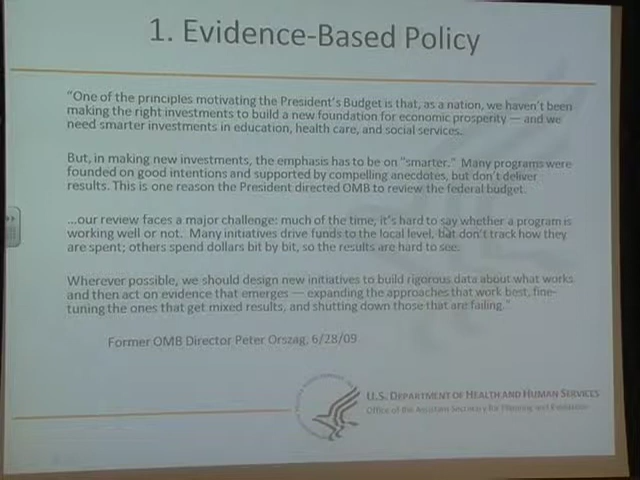 1. Evidence-Based Policy
"One of the principles motivating the President's Budget is that, as a nation, we haven't been
making the right investments to build a new foundation for economic prosperity — and we
need smarter investments in education, health care, and social services.
But, in making new investments, the emphasis has to be on "smarter." Many programs were
founded on good intentions and supported by compelling anecdotes, but don't deliver
results. This is one reason the President directed OMB to review the federal budget.
...our review faces a major challenge: much of the time, it's hard to say whether a program is
working well or not. Many initiatives drive funds to the local level, but don't track how they
are spent; others spend dollars bit by bit, so the results are hard to see.
Wherever possible, we should design new initiatives to build rigorous data about what works
and then act on evidence that emerges — expanding the approaches that work best, fine-
tuning the ones that get mixed results, and shutting down those that are failing."
Former OMB Director Peter Orszag, 6/28/09
U.S. DEPARTMENT OF HEALTH AND HUMAN SERVICES
Office of the Assistant Secretary for Planning and Evaluation